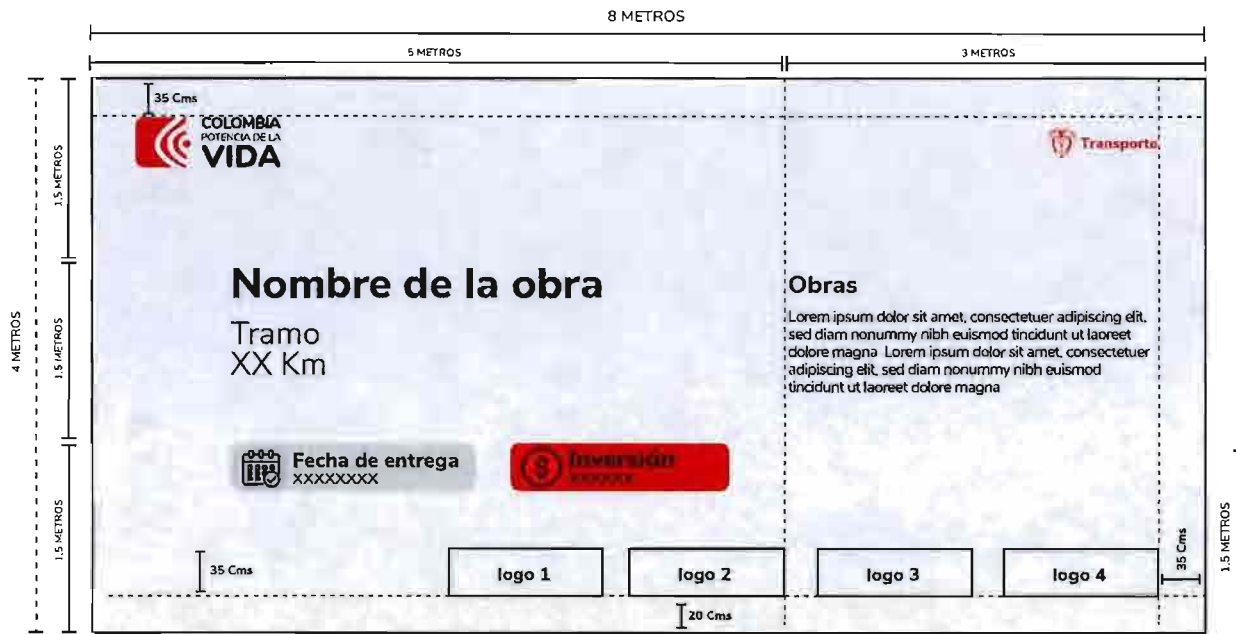 8 METROS
5 METROS
3 METROS
35 Cms
COLOMBIA
POTENCIA DE LA
VIDA
Transporte
4 METROS
1,5 METROS
1,5 METROS
1,5 METROS
Nombre de la obra
Tramo
XX Km
Obras
Lorem ipsum dolor sit amet, consectetuer adipiscing elit,
sed diam nonummy nibh euismod tincidunt ut laoreet
dolore magna Lorem ipsum dolor sit amet, consectetuer
adipiscing elit, sed diam nonummy nibh euismod
tincidunt ut laoreet dolore magna
Fecha de entrega
XXXXXXXX
$ Inversión
XXXXXXX
35 Cms
logo 1
logo 2
logo 3
logo 4
35 Cms
1,5 METROS
20 Cms